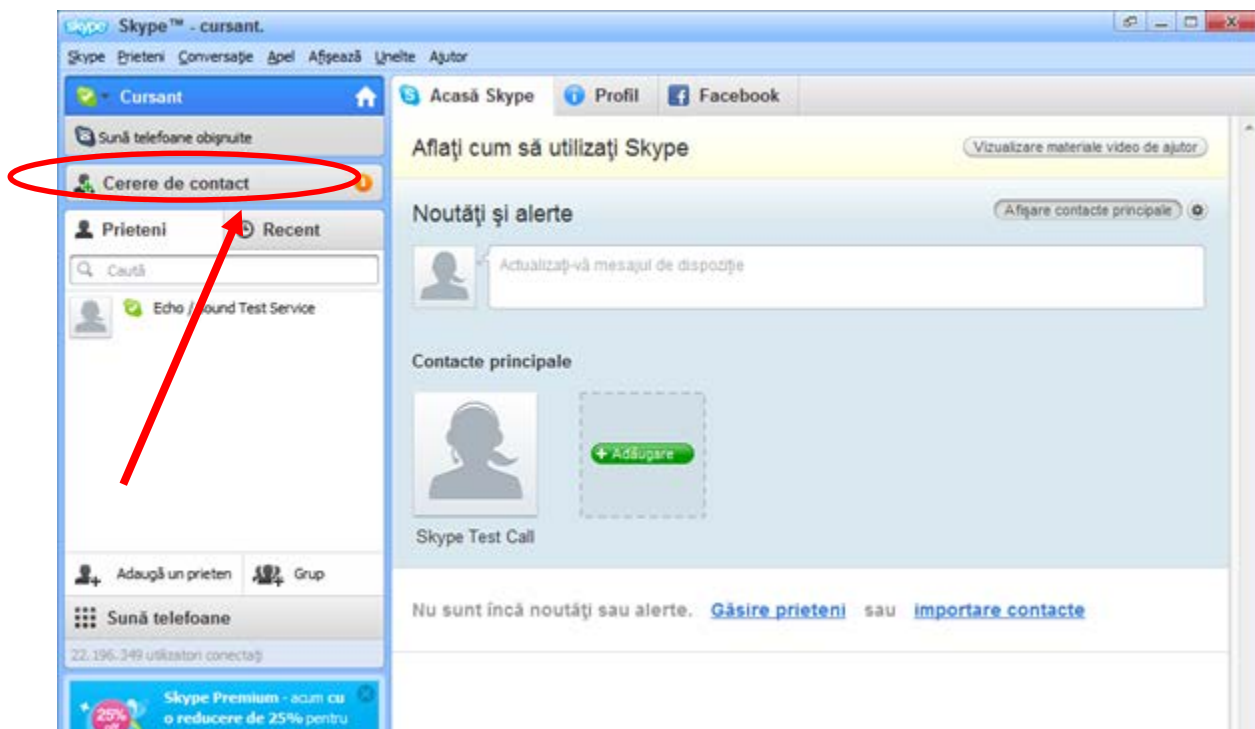 Skype™ - cursant.
Skype Prieteni Conversaţie Apel Afişează Unelte Ajutor
Cursant
Acasă Skype Profil Facebook
Sună telefoane obişnuite
Aflaţi cum să utilizaţi Skype
Vizualizare materiale video de ajutor
Cerere de contact
Noutăţi şi alerte
Afişare contacte principale
Prieteni Recent
Caută
Actualizaţi-vă mesajul de dispoziţie
Echo / Sound Test Service
Contacte principale
+ Adăugare
Skype Test Call
Adaugă un prieten Grup
Sună telefoane
Nu sunt încă noutăţi sau alerte. Găsire prieteni sau importare contacte
22.196.349 utilizatori conectaţi
Skype Premium - acum cu
o reducere de 25% pentru
25%